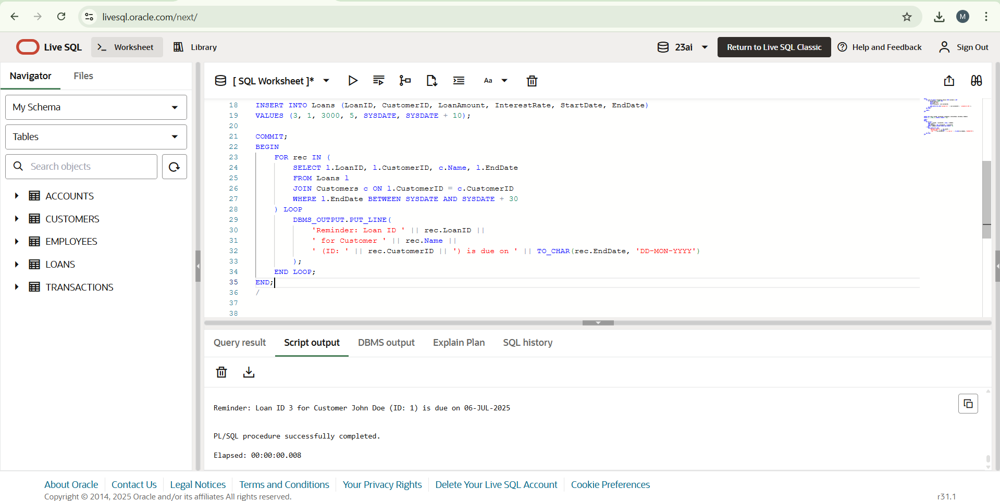 livesql.oracle.com/next/
M
Live SQL
Worksheet
Library
23ai
Return to Live SQL Classic
Help and Feedback
Sign Out
Navigator
Files
My Schema
Tables
Search objects
ACCOUNTS
CUSTOMERS
EMPLOYEES
LOANS
TRANSACTIONS
[ SQL Worksheet ]*
Aa
18 INSERT INTO Loans (LoanID, CustomerID, LoanAmount, InterestRate, StartDate, EndDate)
19 VALUES (3, 1, 3000, 5, SYSDATE, SYSDATE + 10);
20
21 COMMIT;
22 BEGIN
23 FOR rec IN (
24 SELECT l.LoanID, l.CustomerID, c.Name, l.EndDate
25 FROM Loans l
26 JOIN Customers c ON l.CustomerID = c.CustomerID
27 WHERE l.EndDate BETWEEN SYSDATE AND SYSDATE + 30
28 ) LOOP
29 DBMS_OUTPUT.PUT_LINE(
30 'Reminder: Loan ID ' || rec.LoanID ||
31 ' for Customer ' || rec.Name ||
32 ' (ID: ' || rec.CustomerID || ') is due on ' || TO_CHAR(rec.EndDate, 'DD-MON-YYYY')
33 );
34 END LOOP;
35 END;
36 /
37
38
Query result
Script output
DBMS output
Explain Plan
SQL history
Reminder: Loan ID 3 for Customer John Doe (ID: 1) is due on 06-JUL-2025
PL/SQL procedure successfully completed.
Elapsed: 00:00:00.008
About Oracle
Contact Us
Legal Notices
Terms and Conditions
Your Privacy Rights
Delete Your Live SQL Account
Cookie Preferences
Copyright © 2014, 2025 Oracle and/or its affiliates All rights reserved.
r31.1